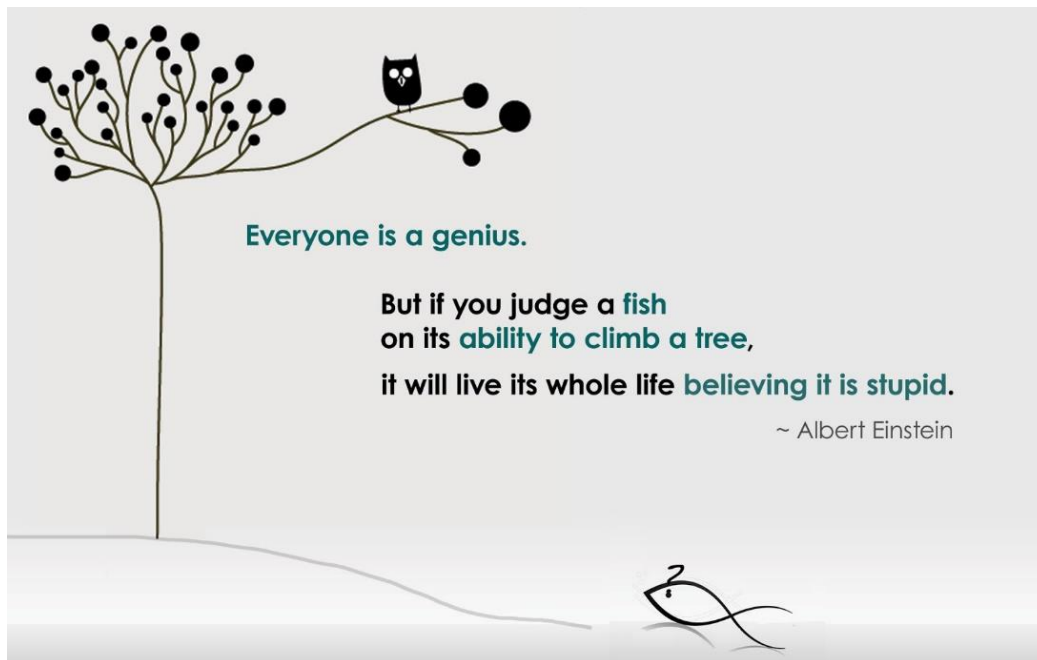 Everyone is a genius.
But if you judge a fish
on its ability to climb a tree,
it will live its whole life believing it is stupid.
~ Albert Einstein